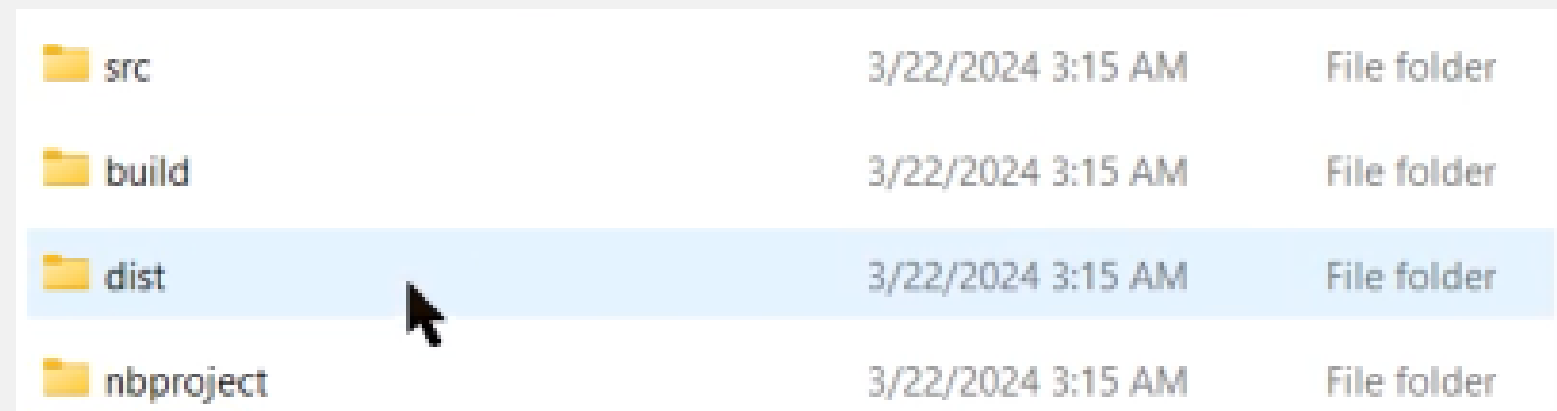 src 3/22/2024 3:15 AM File folder
build 3/22/2024 3:15 AM File folder
dist 3/22/2024 3:15 AM File folder
nbproject 3/22/2024 3:15 AM File folder